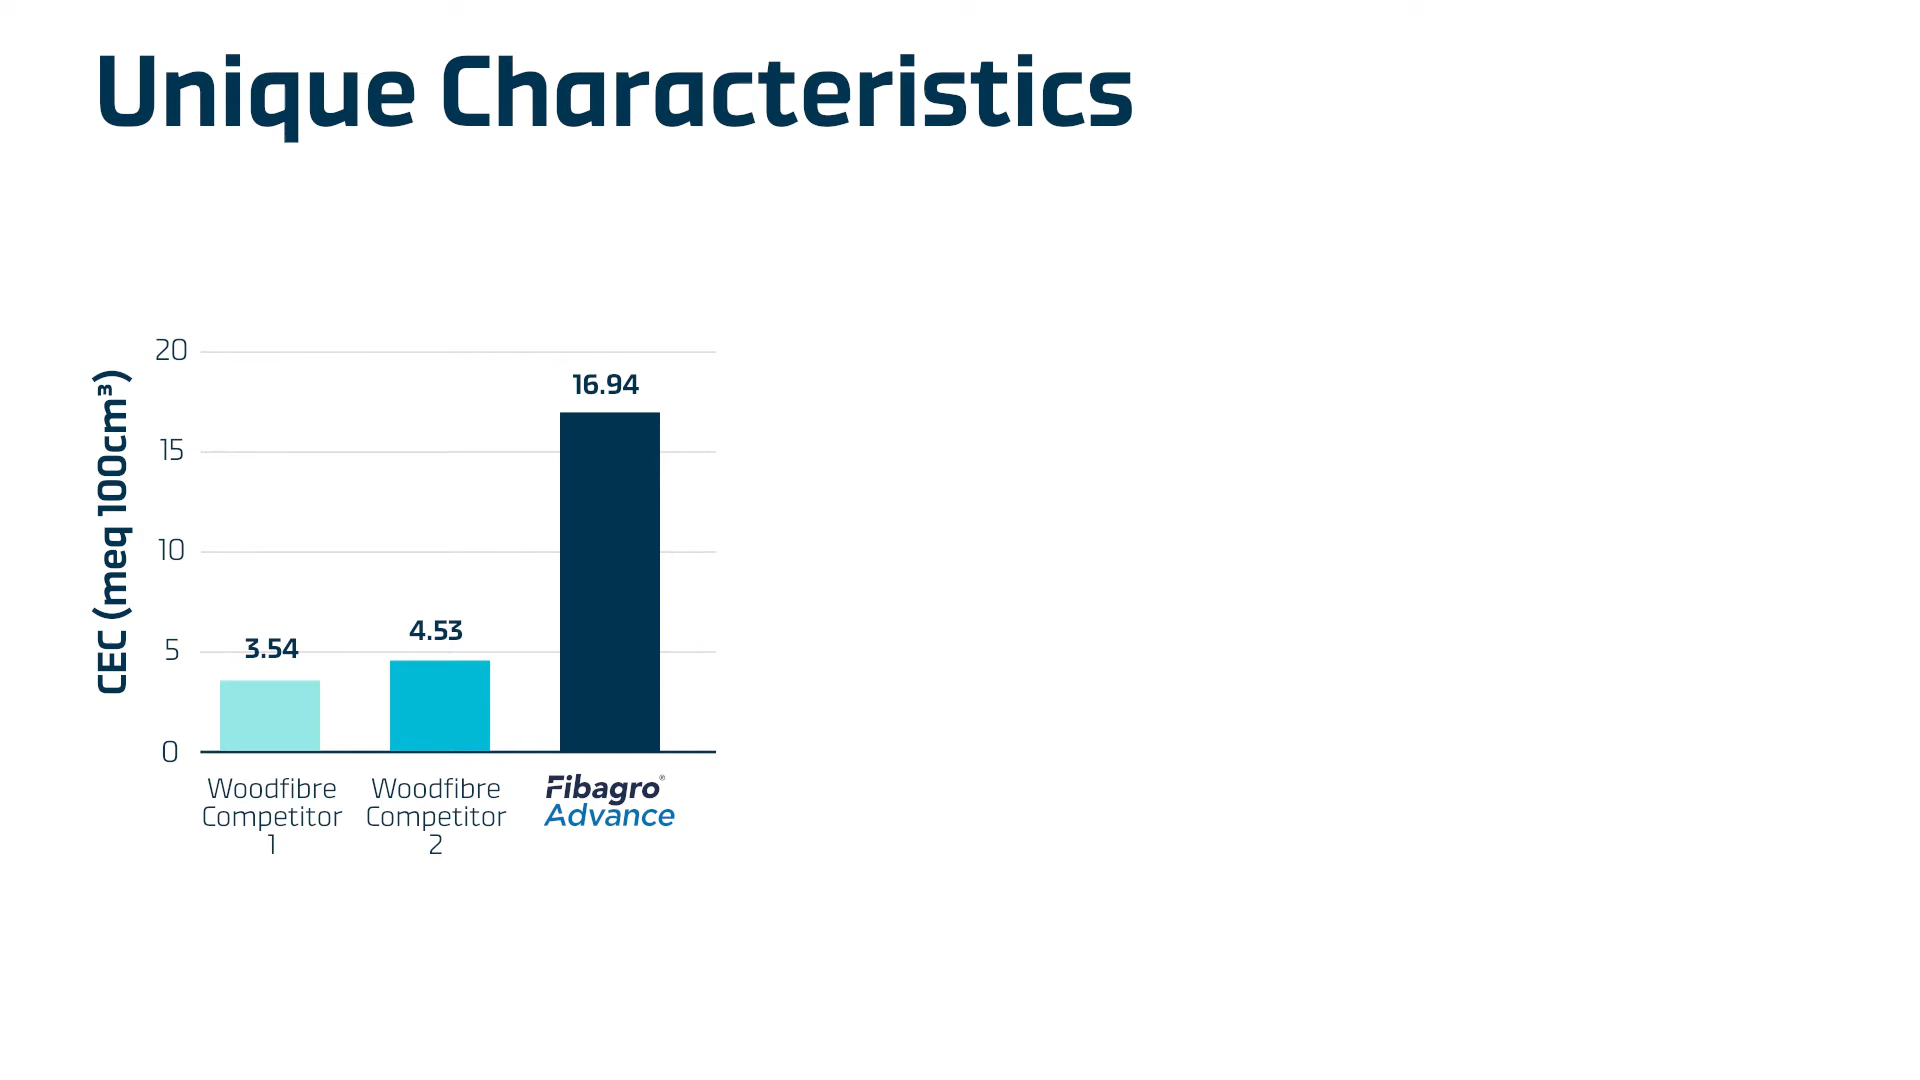 Unique Characteristics
CEC (meq 100cm³)
20
15
10
5
0
3.54
4.53
16.94
Woodfibre
Competitor
1
Woodfibre
Competitor
2
Fibagro®
Advance